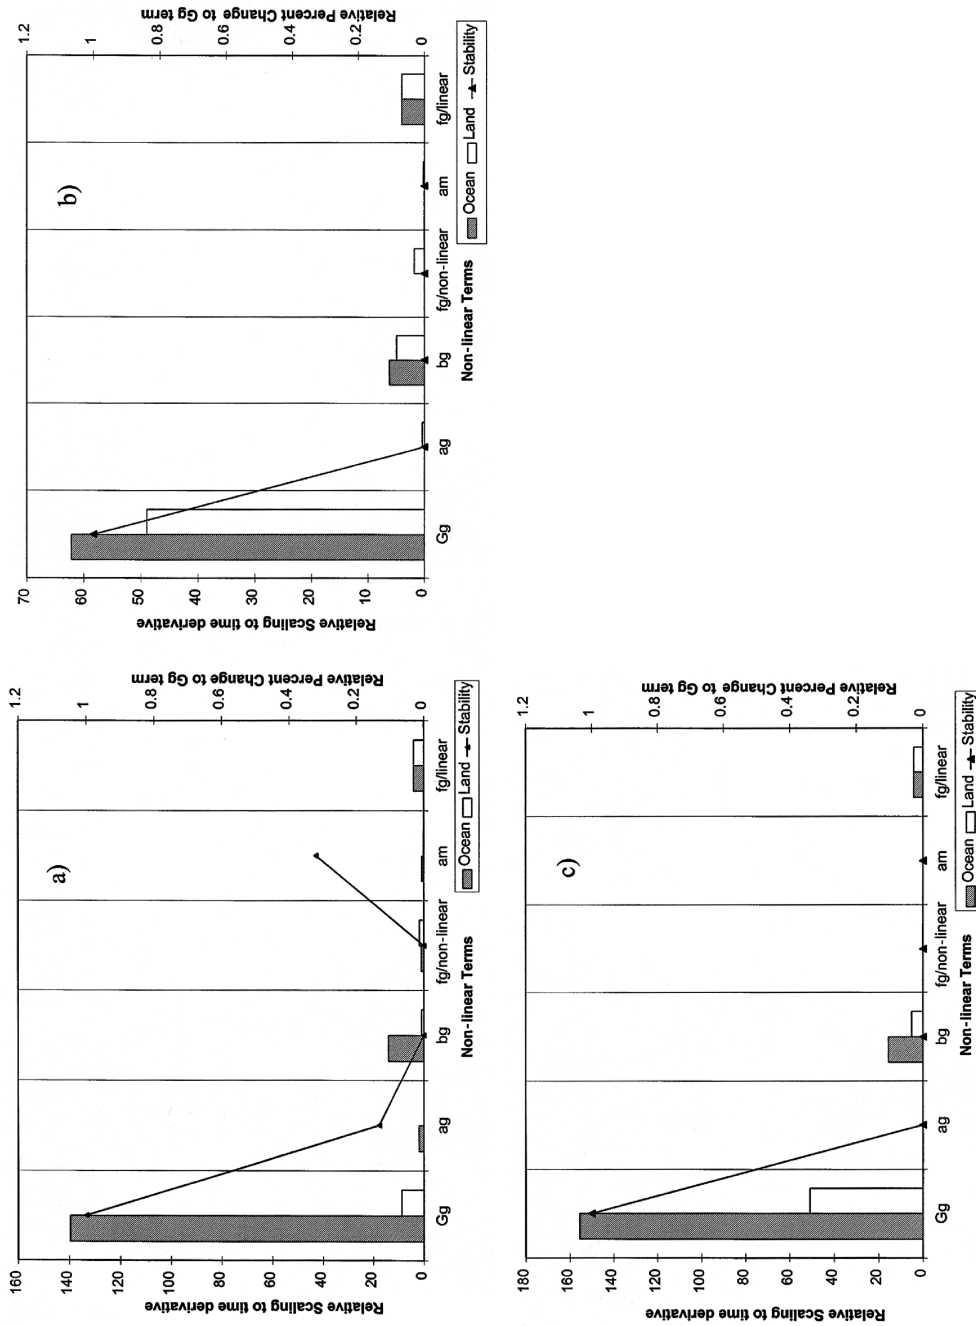 a)
Relative Scaling to time derivative
160
140
120
100
80
60
40
20
0
Relative Percent Change to Gg term
1.2
1
0.8
0.6
0.4
0.2
0
Gg ag bg fg/non-linear am fg/linear
Non-linear Terms
Ocean Land Stability
b)
Relative Scaling to time derivative
70
60
50
40
30
20
10
0
Relative Percent Change to Gg term
1.2
1
0.8
0.6
0.4
0.2
0
Gg ag bg fg/non-linear am fg/linear
Non-linear Terms
Ocean Land Stability
c)
Relative Scaling to time derivative
180
160
140
120
100
80
60
40
20
0
Relative Percent Change to Gg term
1.2
1
0.8
0.6
0.4
0.2
0
Gg ag bg fg/non-linear am fg/linear
Non-linear Terms
Ocean Land Stability